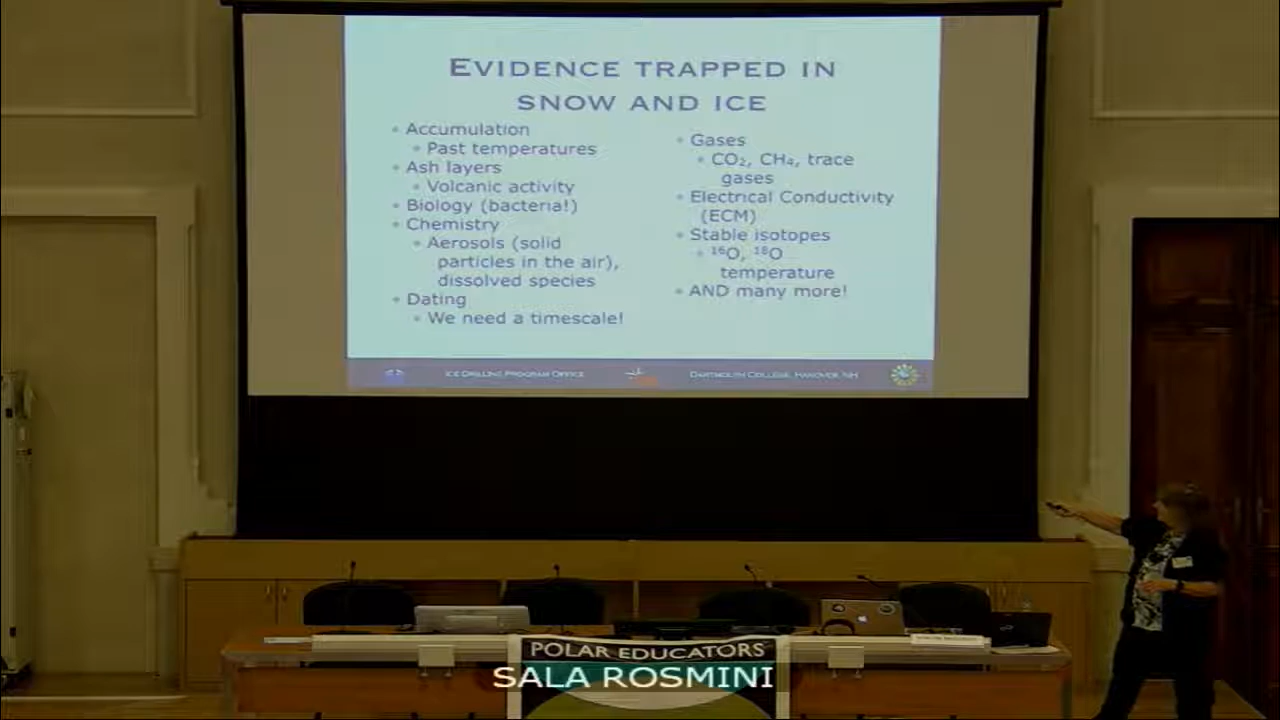 EVIDENCE TRAPPED IN
SNOW AND ICE
• Accumulation
• Past temperatures
• Ash layers
• Volcanic activity
• Biology (bacteria!)
• Chemistry
• Aerosols (solid
particles in the air),
dissolved species
• Dating
• We need a timescale!
• Gases
• CO₂, CH₄, trace
gases
• Electrical Conductivity
(ECM)
• Stable isotopes
• ¹⁶O, ¹⁸O
temperature
• AND many more!
ICE DRILLING PROGRAM OFFICE
DARTMOUTH COLLEGE, HANOVER, NH
POLAR EDUCATORS
SALA ROSMINI